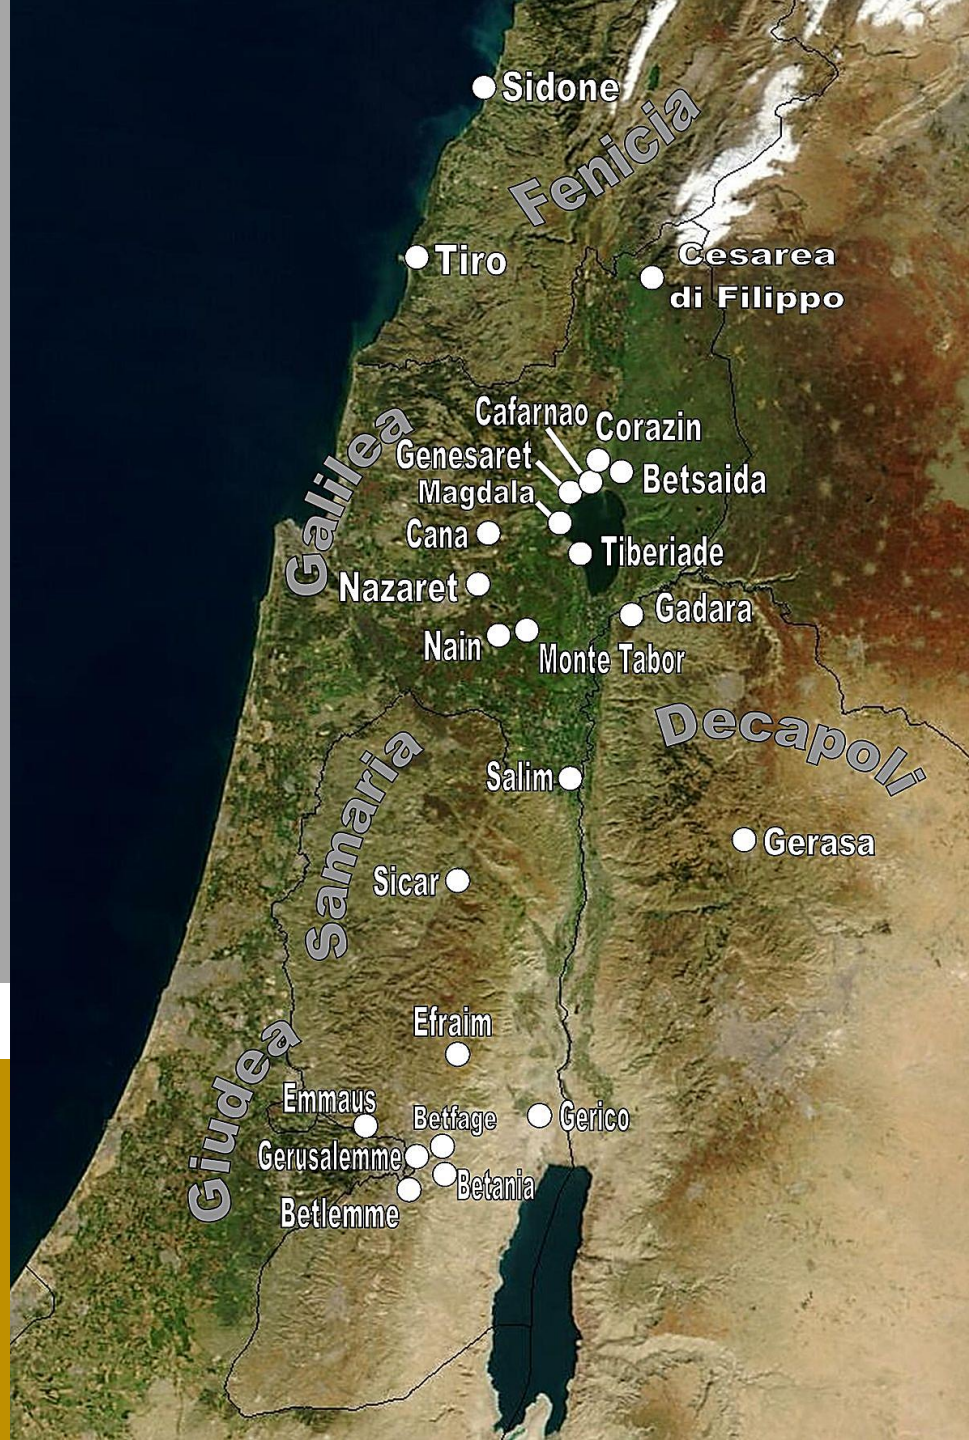 Sidone
Fenicia
Tiro
Cesarea
di Filippo
Cafarnao
Corazin
Genesaret
Betsaida
Magdala
Galilea
Cana
Tiberiade
Nazaret
Gadara
Nain
Monte Tabor
Decapoli
Samaria
Salim
Gerasa
Sicar
Efraim
Giudea
Emmaus
Betfage
Gerico
Gerusalemme
Betania
Betlemme